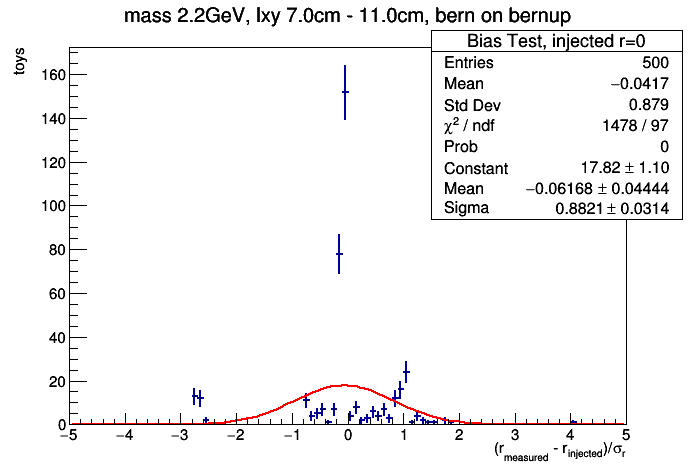 mass 2.2GeV, lxy 7.0cm - 11.0cm, bern on bernup
Bias Test, injected r=0
Entries 500
Mean −0.0417
Std Dev 0.879
χ² / ndf 1478 / 97
Prob 0
Constant 17.82 ± 1.10
Mean −0.06168 ± 0.04444
Sigma 0.8821 ± 0.0314
toys
160
140
120
100
80
60
40
20
0
−5 −4 −3 −2 −1 0 1 2 3 4 5
(r_measured - r_injected)/σ_r